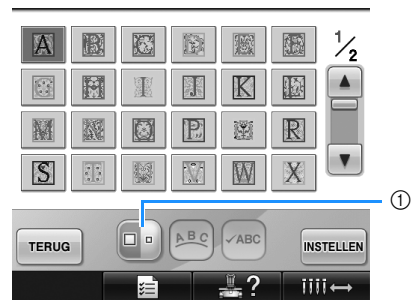 A B C E F
1/2
G H I J K L
M N O P Q R
S T U V W X
①
TERUG ABC ✓ABC INSTELLEN
?